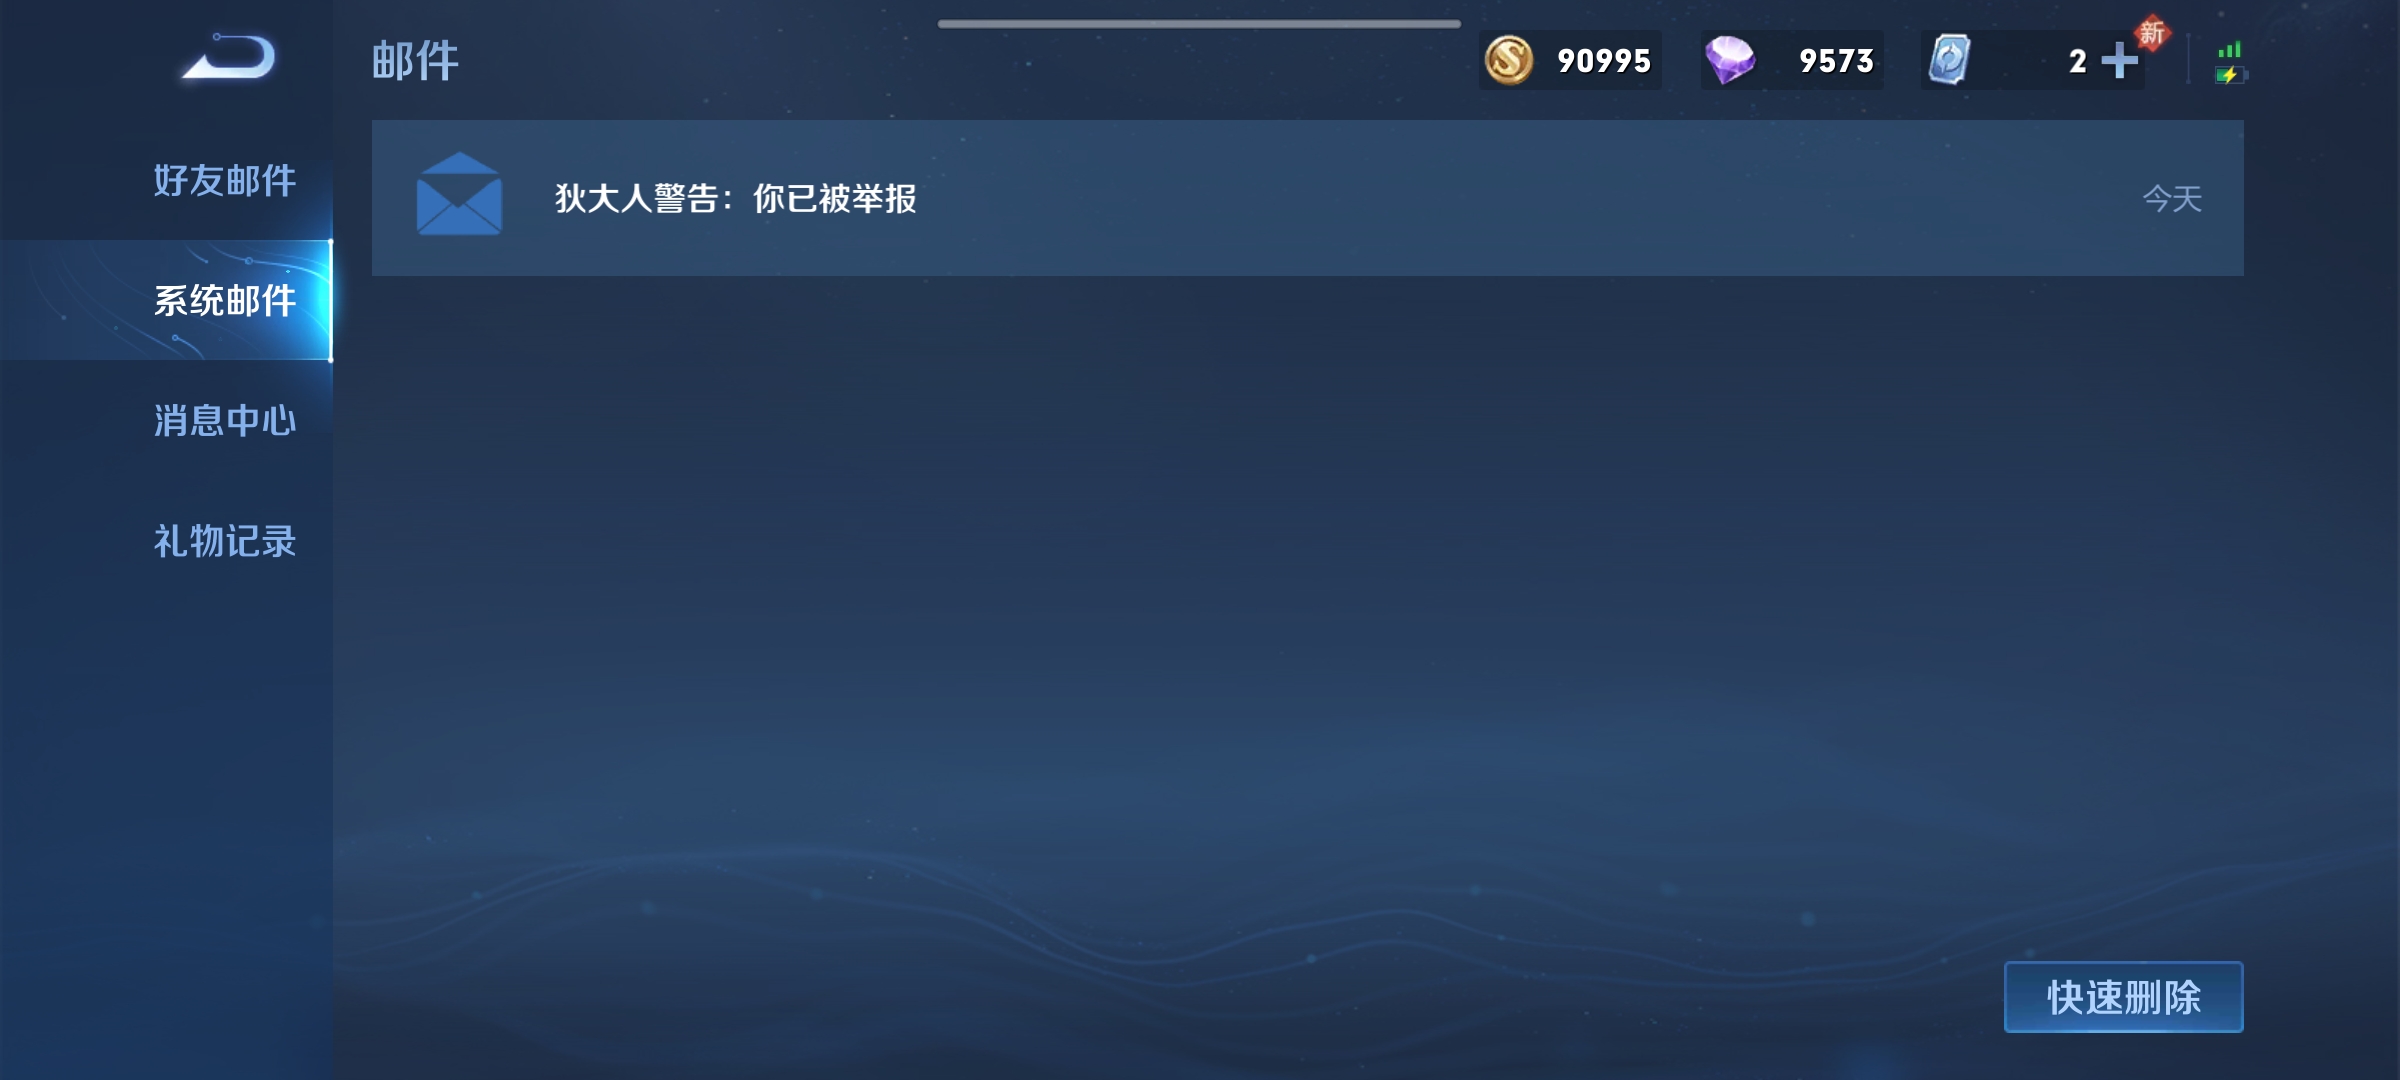 邮件
90995
9573
2
新
好友邮件
系统邮件
消息中心
礼物记录
狄大人警告：你已被举报
今天
快速删除